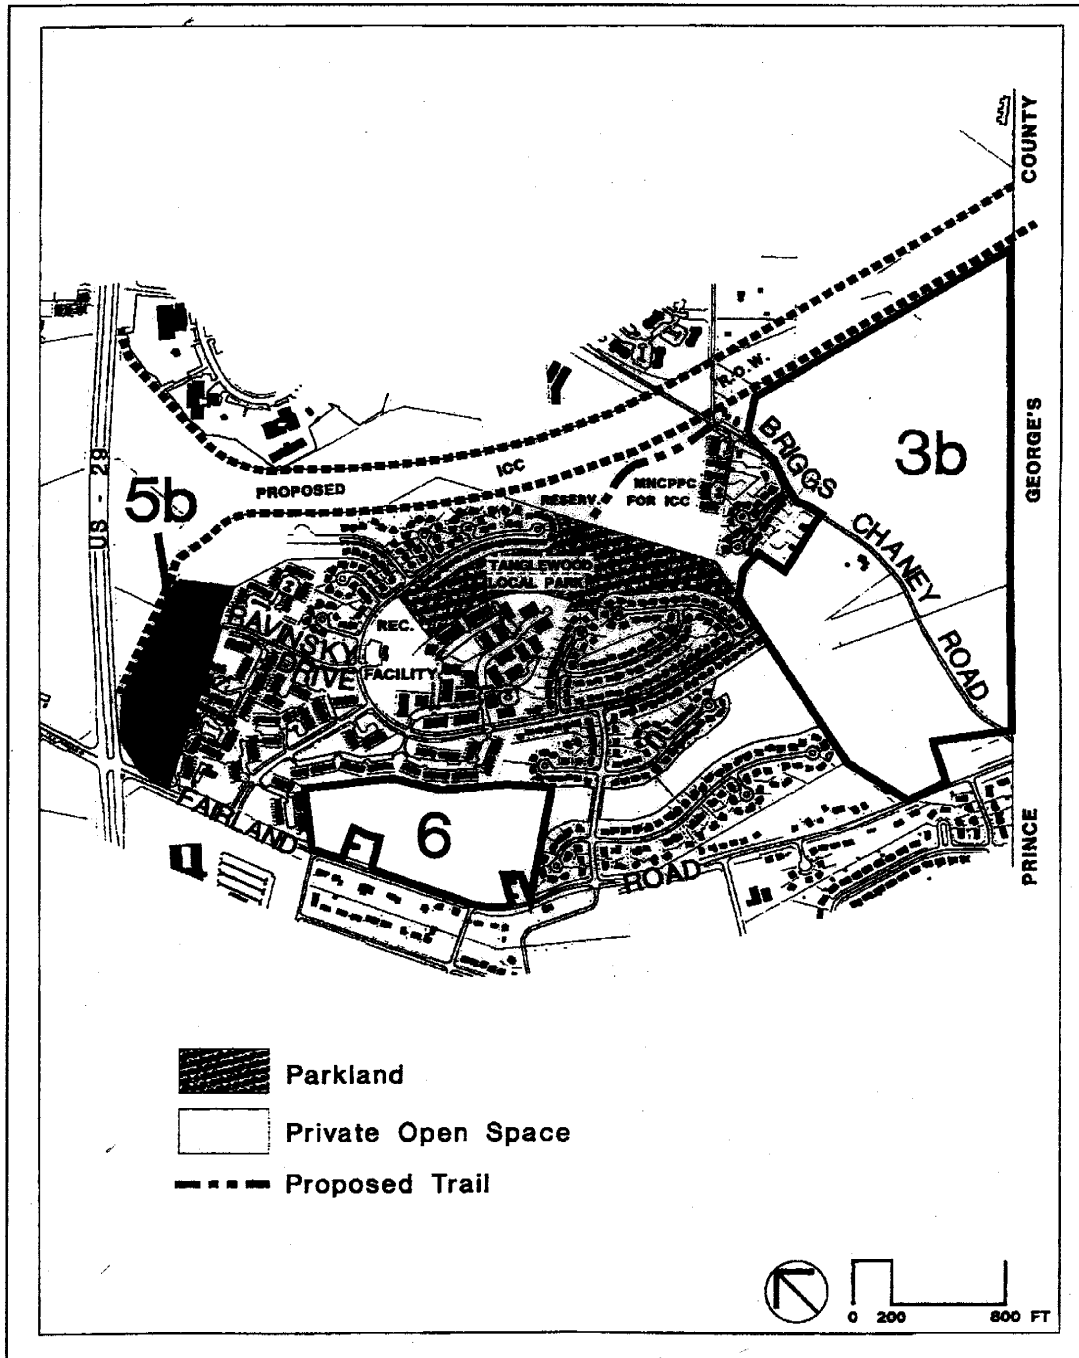 COUNTY
GEORGE'S
PRINCE
R.O.W.
3b
BRIGGS
CHANEY
ROAD
US - 29
5b
PROPOSED
ICC
RESERV.
MNCPPC
FOR ICC
TANGLEWOOD
LOCAL PARK
RAVINSKY
DRIVE
REC.
FACILITY
6
FAIRLAND
ROAD
Parkland
Private Open Space
Proposed Trail
0 200 800 FT